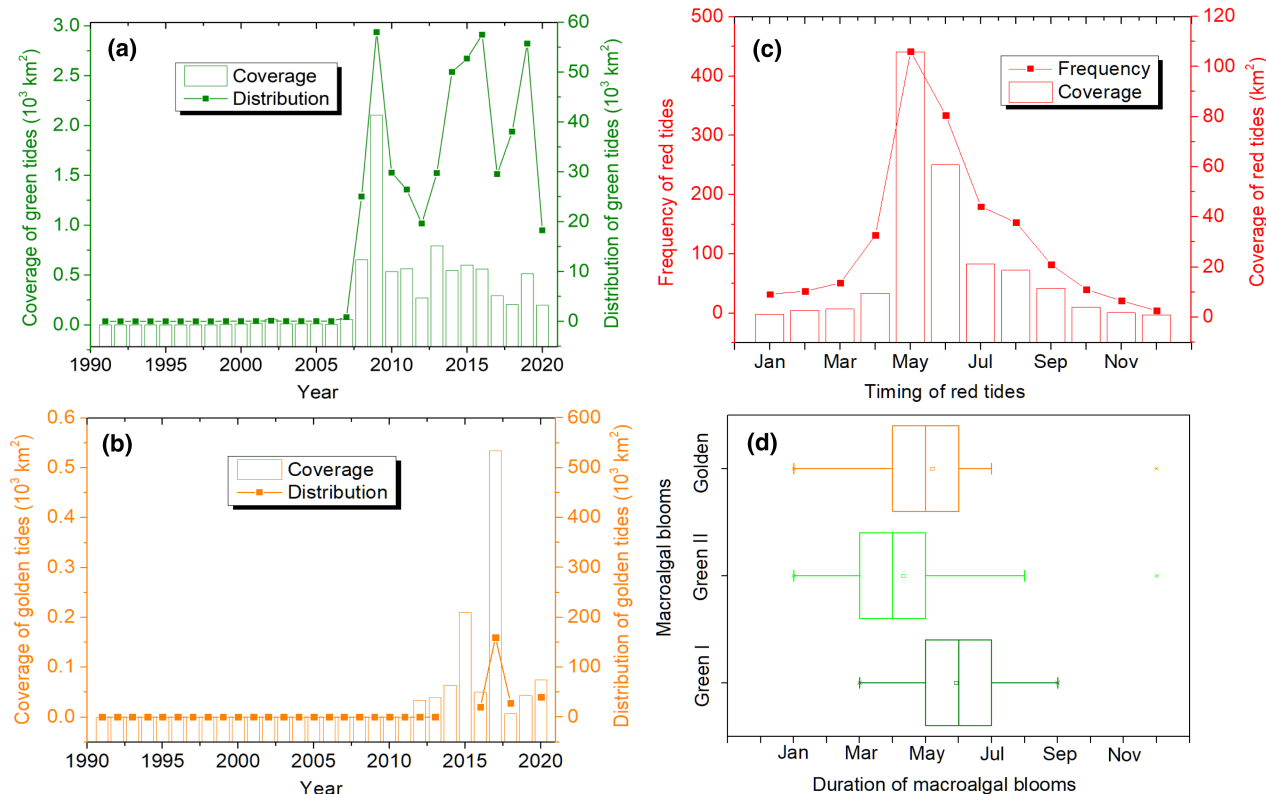 (a)
Coverage
Distribution
Coverage of green tides (10³ km²)
3.0
2.5
2.0
1.5
1.0
0.5
0.0
Distribution of green tides (10³ km²)
60
50
40
30
20
10
0
1990 1995 2000 2005 2010 2015 2020
Year
(b)
Coverage
Distribution
Coverage of golden tides (10³ km²)
0.6
0.5
0.4
0.3
0.2
0.1
0.0
Distribution of golden tides (10³ km²)
600
500
400
300
200
100
0
1990 1995 2000 2005 2010 2015 2020
Year
(c)
Frequency
Coverage
Frequency of red tides
500
400
300
200
100
0
Coverage of red tides (km²)
120
100
80
60
40
20
0
Jan Mar May Jul Sep Nov
Timing of red tides
(d)
Macroalgal blooms
Golden
Green II
Green I
Jan Mar May Jul Sep Nov
Duration of macroalgal blooms